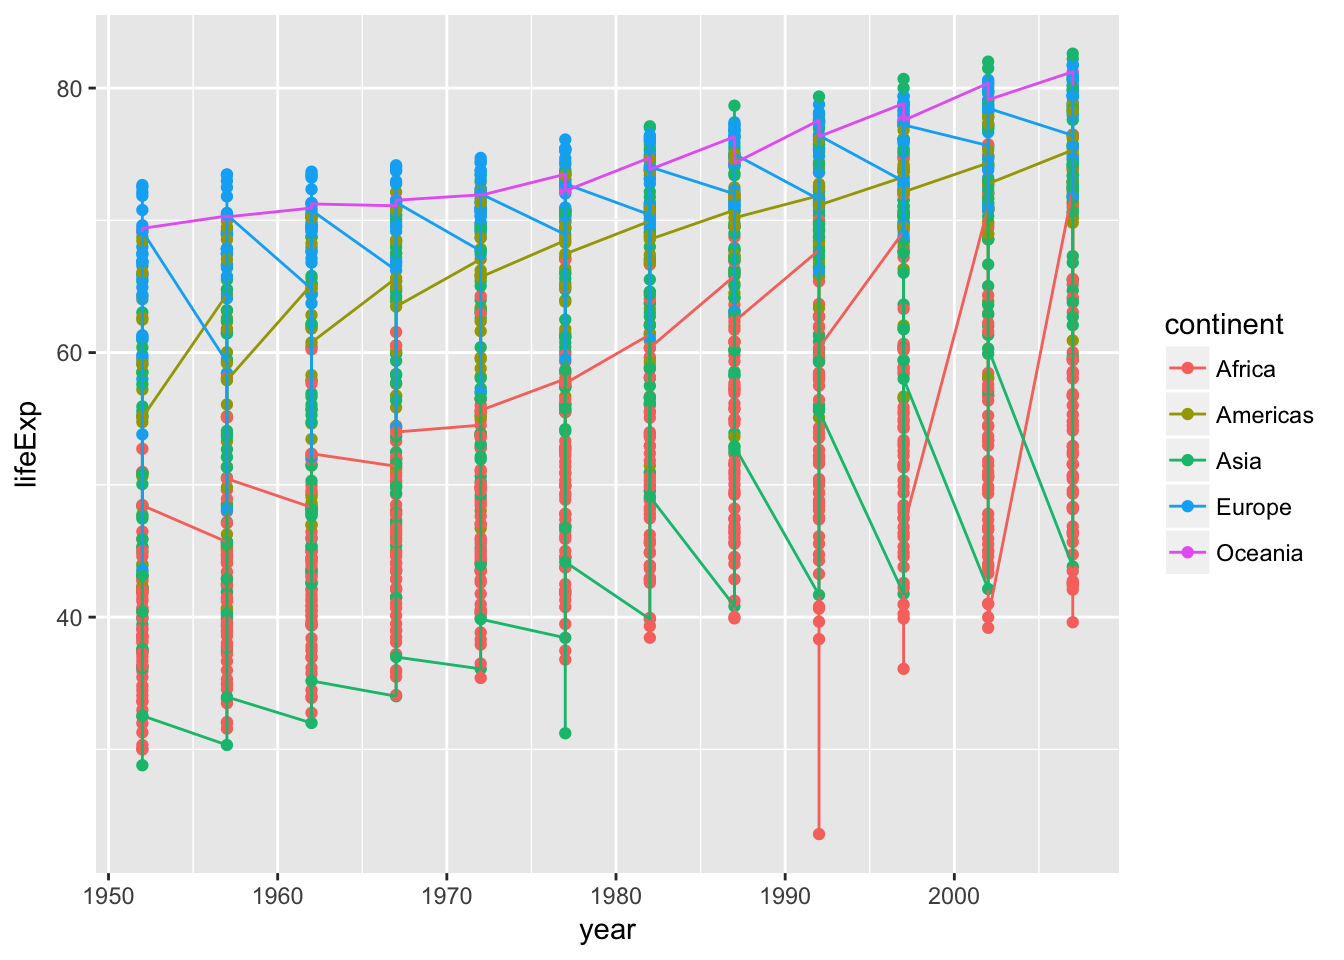 80
60
40
lifeExp
1950 1960 1970 1980 1990 2000
year
continent
Africa
Americas
Asia
Europe
Oceania